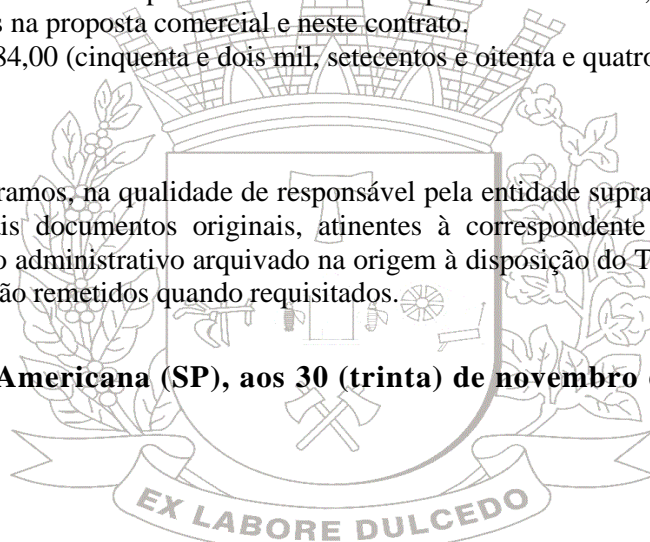 s na proposta comercial e neste contrato.
84,00 (cinquenta e dois mil, setecentos e oitenta e quatro
ramos, na qualidade de responsável pela entidade supra
is documentos originais, atinentes à correspondente
o administrativo arquivado na origem à disposição do T
ão remetidos quando requisitados.
Americana (SP), aos 30 (trinta) de novembro
EX LABORE DULCEDO